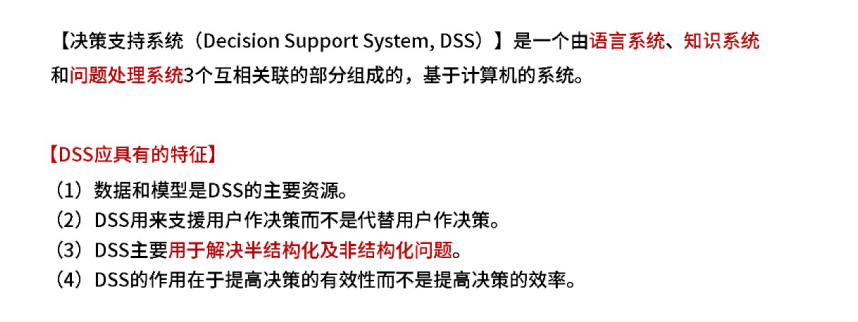 【决策支持系统（Decision Support System, DSS）】是一个由语言系统、知识系统
和问题处理系统3个互相关联的部分组成的，基于计算机的系统。
【DSS应具有的特征】
（1）数据和模型是DSS的主要资源。
（2）DSS用来支援用户作决策而不是代替用户作决策。
（3）DSS主要用于解决半结构化及非结构化问题。
（4）DSS的作用在于提高决策的有效性而不是提高决策的效率。